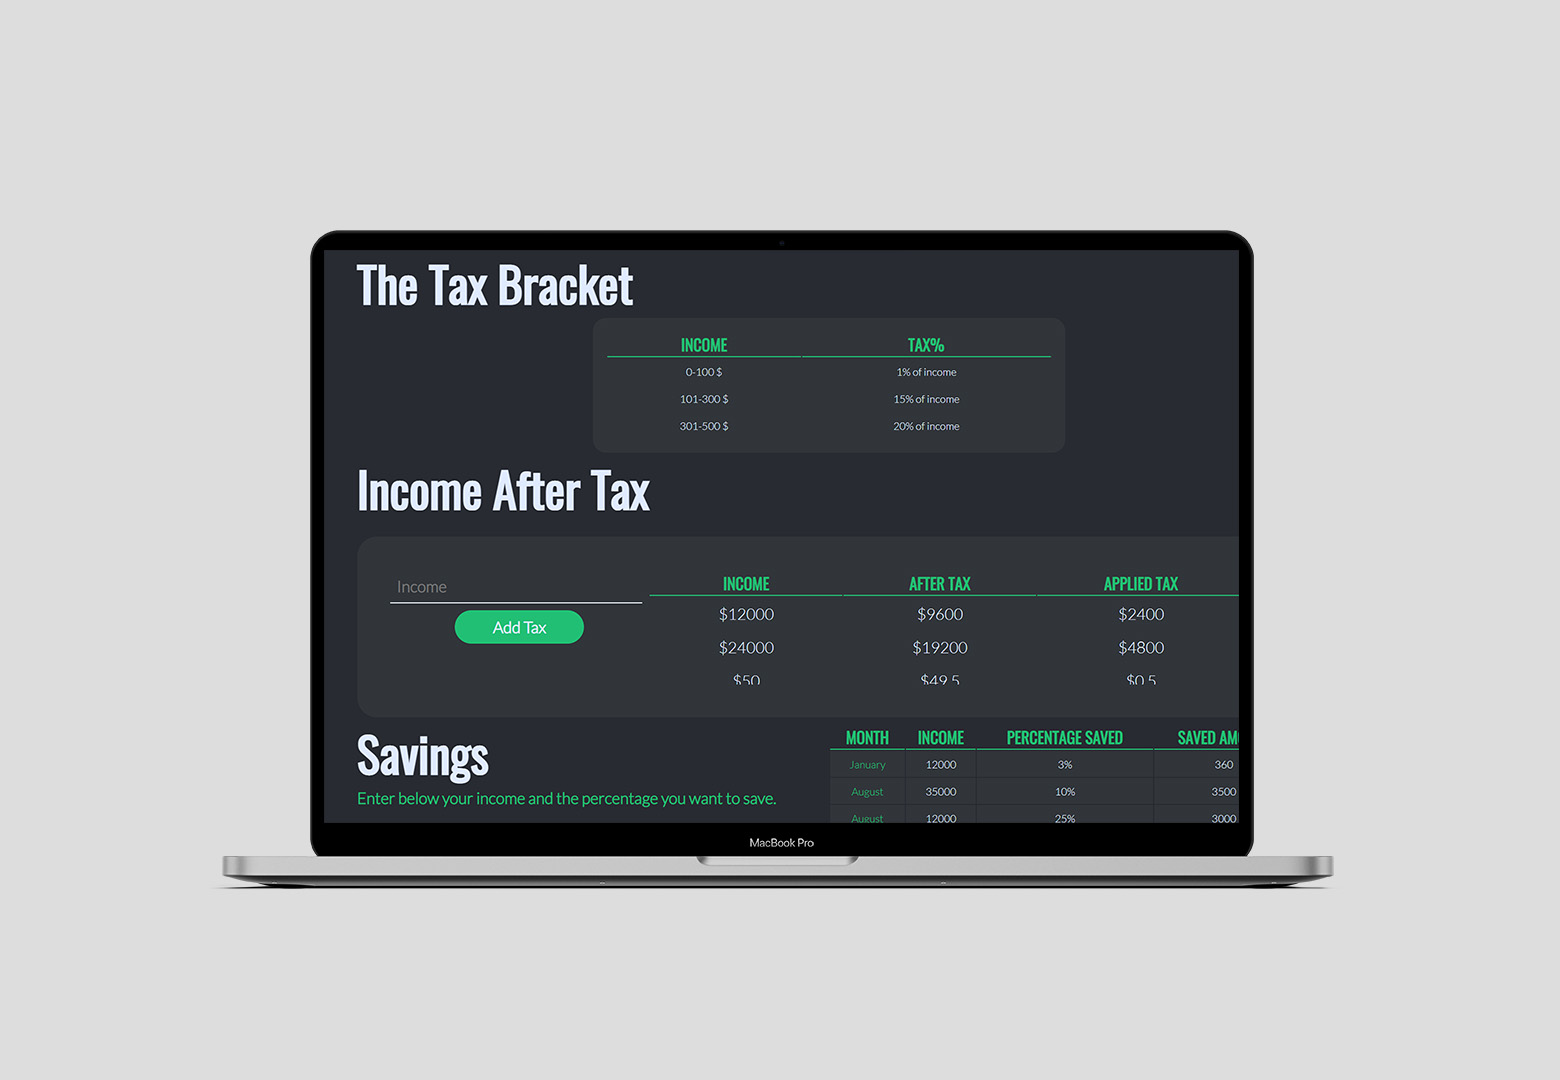 The Tax Bracket
INCOME TAX%
0-100 $ 1% of income
101-300 $ 15% of income
301-500 $ 20% of income
Income After Tax
Income
Add Tax
INCOME AFTER TAX APPLIED TAX
$12000 $9600 $2400
$24000 $19200 $4800
$50 $49.5 $0.5
Savings
Enter below your income and the percentage you want to save.
MONTH INCOME PERCENTAGE SAVED SAVED AM
January 12000 3% 360
August 35000 10% 3500
August 12000 25% 3000
MacBook Pro